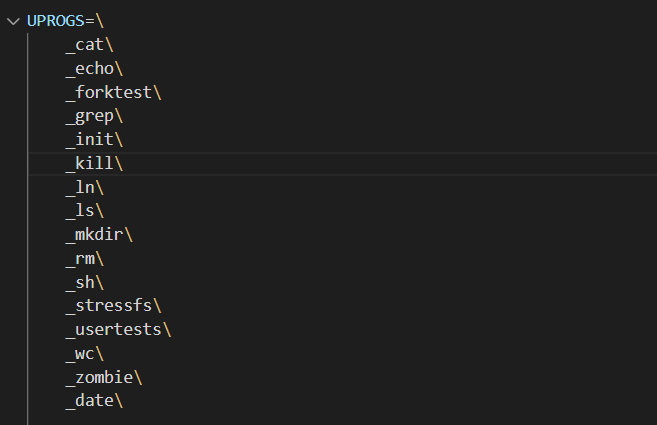 UPROGS=\
_cat\
_echo\
_forktest\
_grep\
_init\
_kill\
_ln\
_ls\
_mkdir\
_rm\
_sh\
_stressfs\
_usertests\
_wc\
_zombie\
_date\